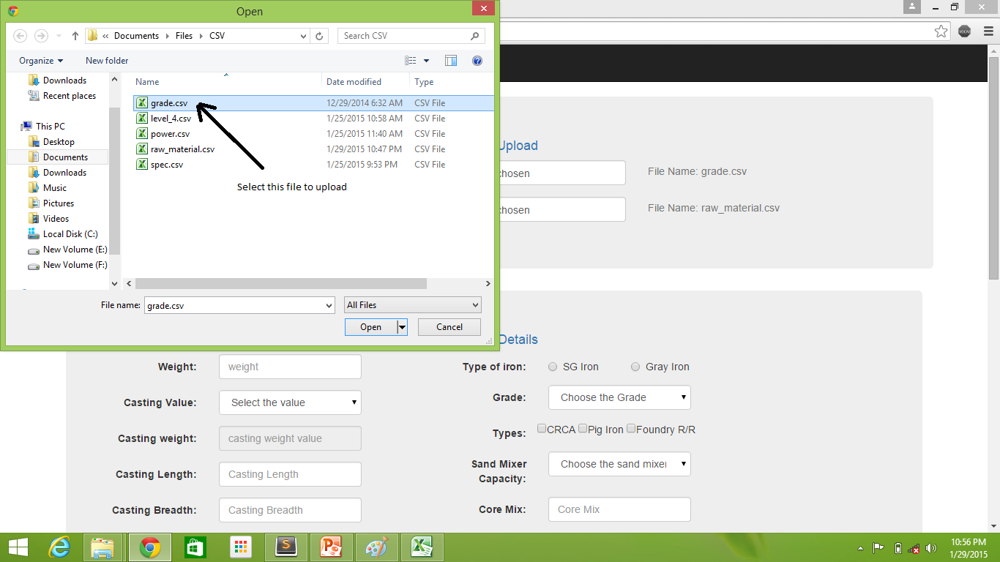 Open
« Documents Files CSV
Search CSV
Organize
New folder
Name
Date modified
Type
Downloads
Recent places
This PC
Desktop
Documents
Downloads
Music
Pictures
Videos
Local Disk (C:)
New Volume (E:)
New Volume (F:)
grade.csv 12/29/2014 6:32 AM CSV File
level_4.csv 1/25/2015 10:58 AM CSV File
power.csv 1/25/2015 11:40 AM CSV File
raw_material.csv 1/29/2015 10:47 PM CSV File
spec.csv 1/25/2015 9:53 PM CSV File
Select this file to upload
File name: grade.csv
All Files
Open
Cancel
Upload
chosen
File Name: grade.csv
chosen
File Name: raw_material.csv
Details
Weight: weight
Casting Value: Select the value
Casting weight: casting weight value
Casting Length: Casting Length
Casting Breadth: Casting Breadth
Type of iron: SG Iron Gray Iron
Grade: Choose the Grade
Types: CRCA Pig Iron Foundry R/R
Sand Mixer
Capacity:
Choose the sand mixer
Core Mix: Core Mix
10:56 PM
1/29/2015